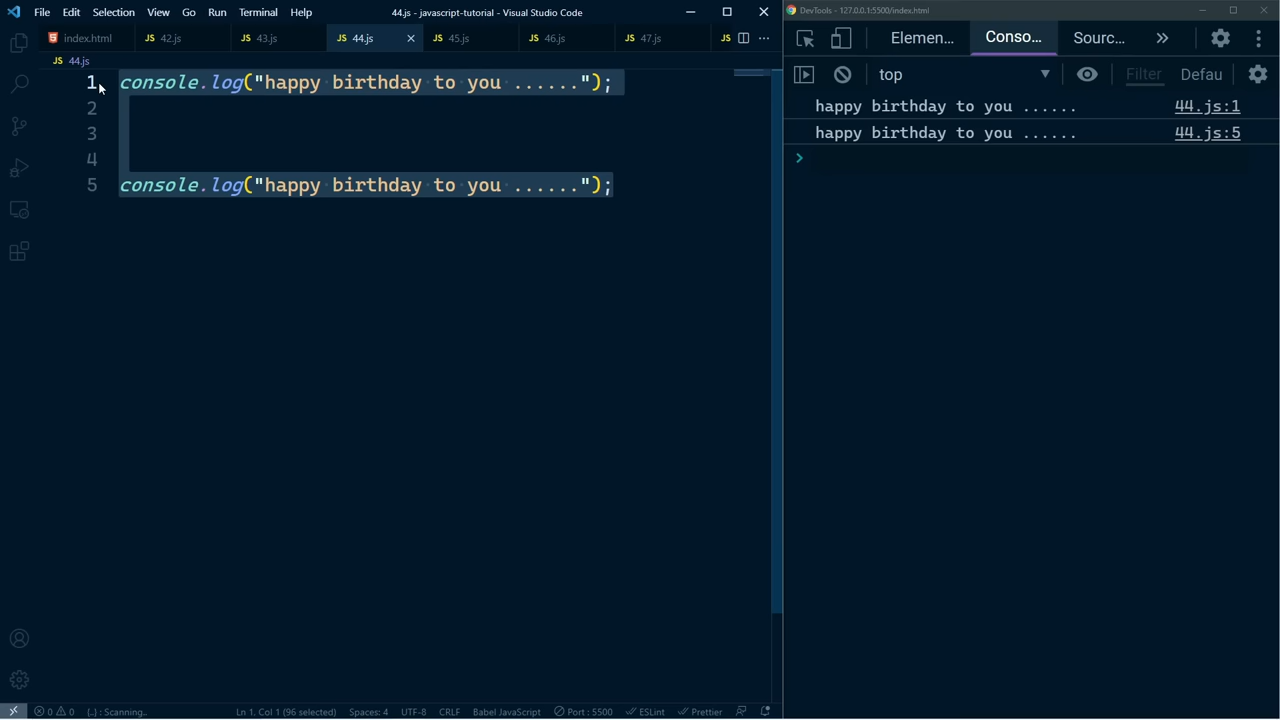 File Edit Selection View Go Run Terminal Help 44.js - javascript-tutorial - Visual Studio Code
index.html JS 42.js JS 43.js JS 44.js JS 45.js JS 46.js JS 47.js JS
JS 44.js
1 console.log("happy birthday to you ......");
2
3
4
5 console.log("happy birthday to you ......");
0 0 {..} : Scanning.. Ln 1, Col 1 (96 selected) Spaces: 4 UTF-8 CRLF Babel JavaScript Port : 5500 ESLint Prettier
DevTools - 127.0.0.1:5500/index.html
Elemen... Conso... Sourc...
top Filter Defau
happy birthday to you ...... 44.js:1
happy birthday to you ...... 44.js:5